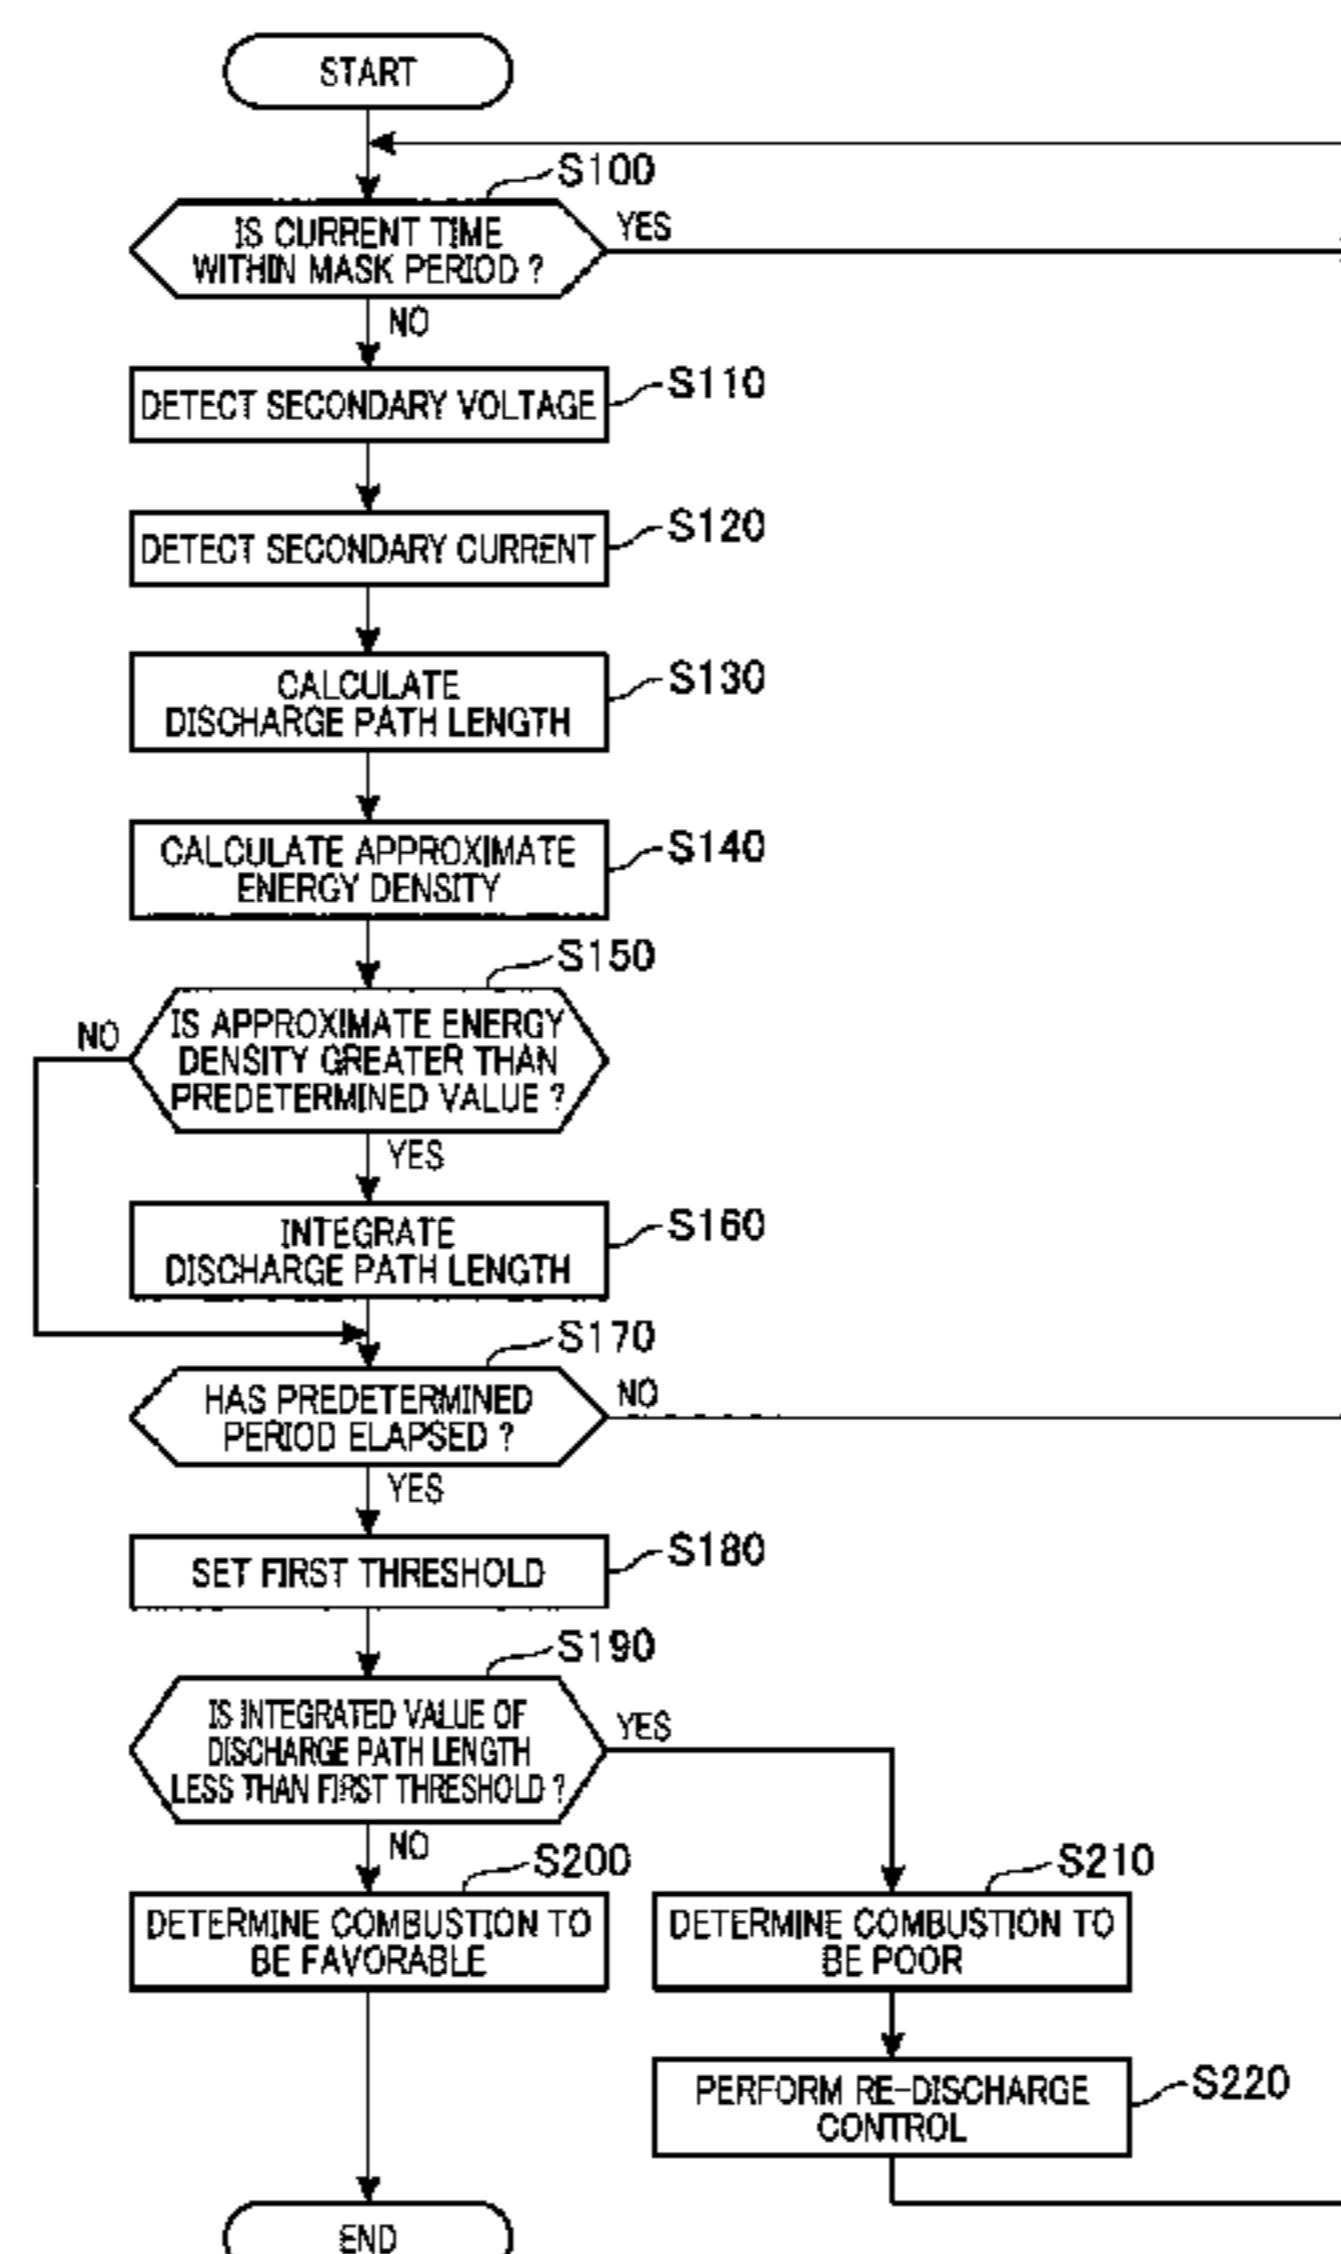 START
S100
IS CURRENT TIME
WITHIN MASK PERIOD ?
YES
NO
DETECT SECONDARY VOLTAGE
S110
DETECT SECONDARY CURRENT
S120
CALCULATE
DISCHARGE PATH LENGTH
S130
CALCULATE APPROXIMATE
ENERGY DENSITY
S140
S150
IS APPROXIMATE ENERGY
DENSITY GREATER THAN
PREDETERMINED VALUE ?
NO
YES
INTEGRATE
DISCHARGE PATH LENGTH
S160
S170
HAS PREDETERMINED
PERIOD ELAPSED ?
NO
YES
SET FIRST THRESHOLD
S180
S190
IS INTEGRATED VALUE OF
DISCHARGE PATH LENGTH
LESS THAN FIRST THRESHOLD ?
YES
NO
S200
DETERMINE COMBUSTION TO
BE FAVORABLE
S210
DETERMINE COMBUSTION TO
BE POOR
PERFORM RE-DISCHARGE
CONTROL
S220
END